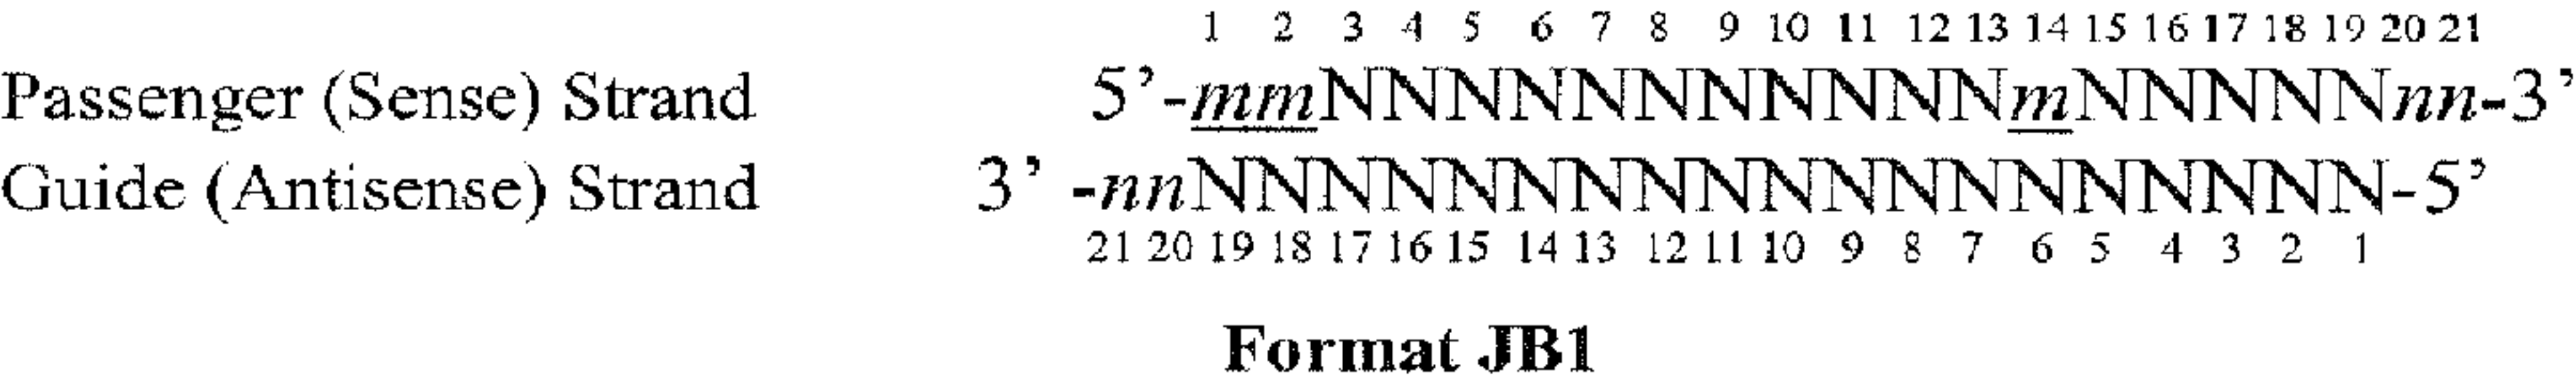 1 2 3 4 5 6 7 8 9 10 11 12 13 14 15 16 17 18 19 20 21
Passenger (Sense) Strand 5’-mmNNNNNNNNNNNmNNNNNnn-3’
Guide (Antisense) Strand 3’ -nnNNNNNNNNNNNNNNNNNNN-5’
21 20 19 18 17 16 15 14 13 12 11 10 9 8 7 6 5 4 3 2 1
Format JB1